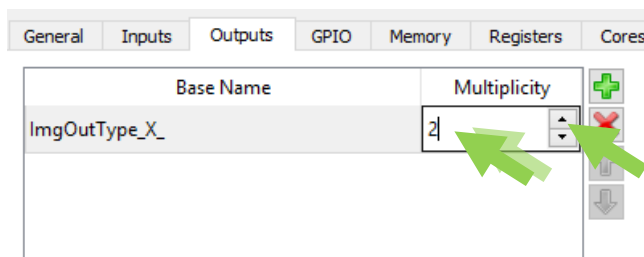 General Inputs Outputs GPIO Memory Registers Cores
Base Name Multiplicity
ImgOutType_X_ 2